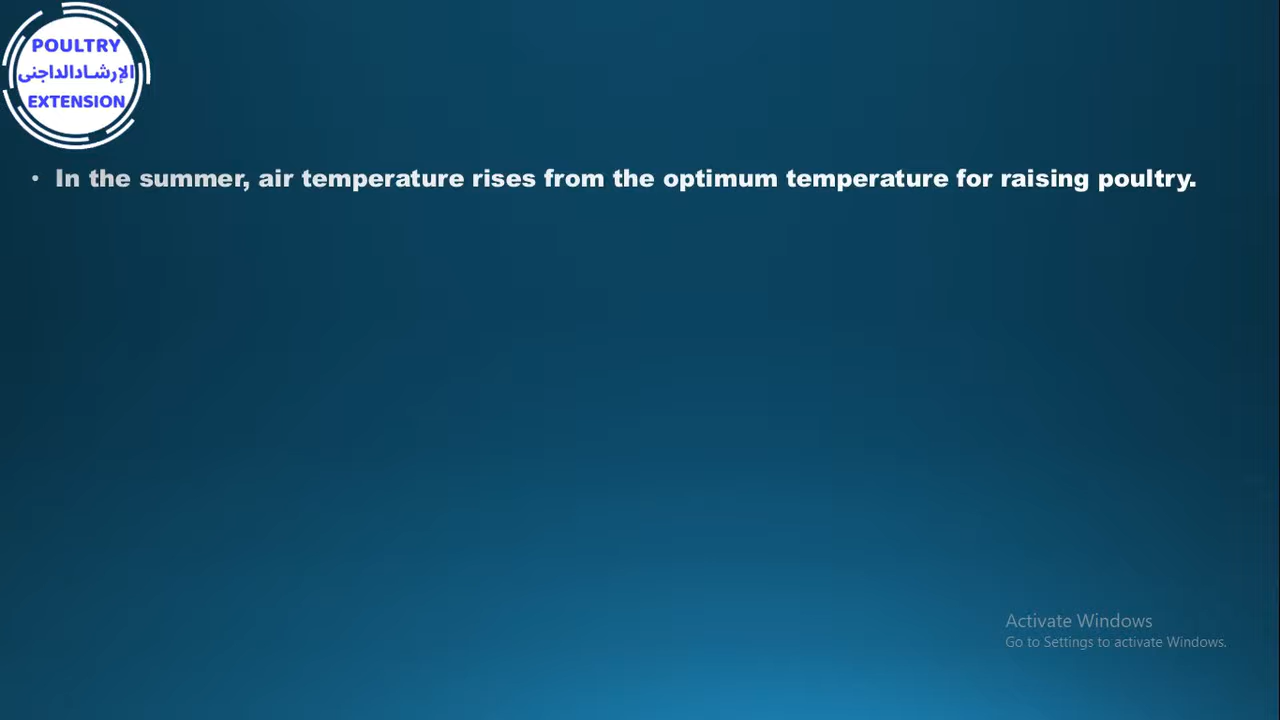 POULTRY
الإرشادالداجنى
EXTENSION
• In the summer, air temperature rises from the optimum temperature for raising poultry.
Activate Windows
Go to Settings to activate Windows.